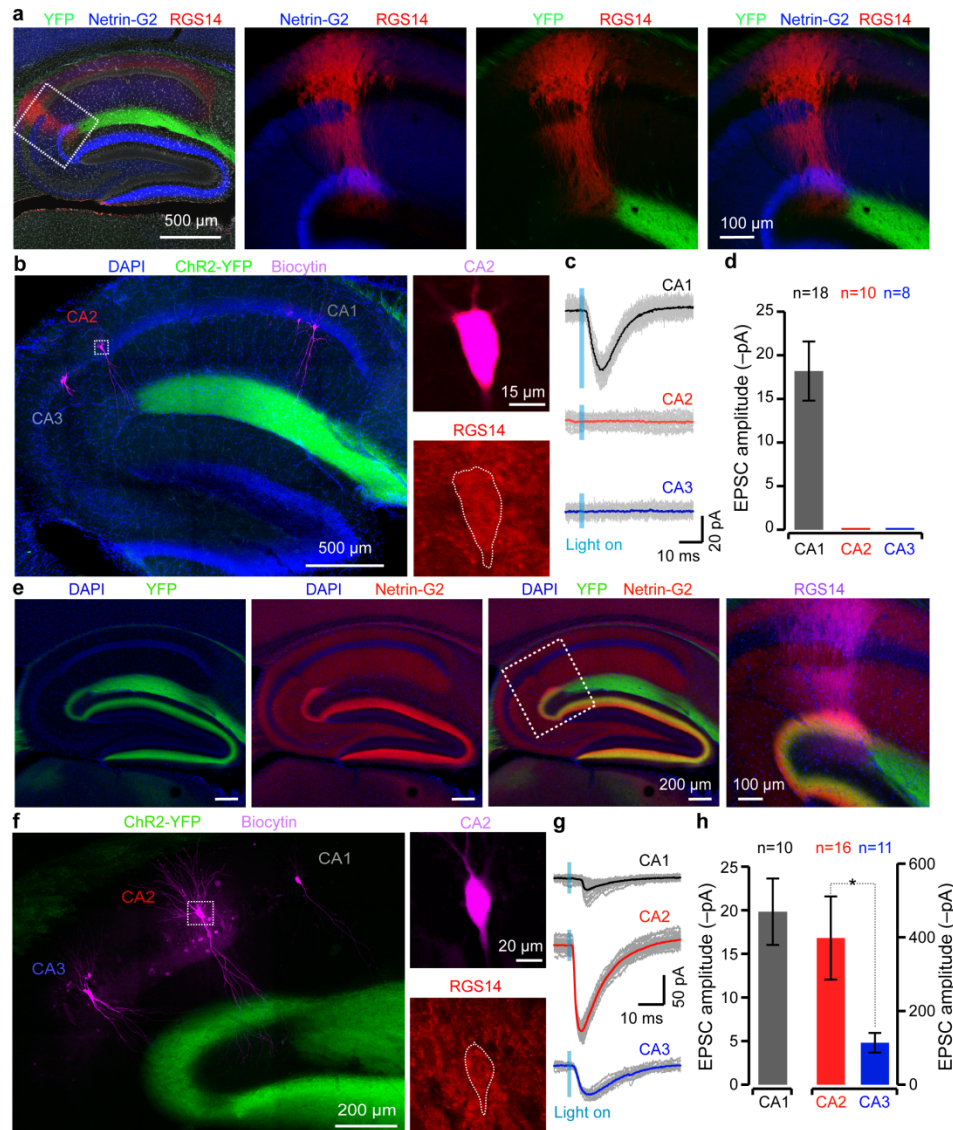 a
YFP Netrin-G2 RGS14
Netrin-G2 RGS14
YFP RGS14
YFP Netrin-G2 RGS14
500 µm
100 µm
b
DAPI ChR2-YFP Biocytin
CA2
CA1
CA3
500 µm
CA2
15 µm
RGS14
c
CA1
CA2
CA3
Light on
10 ms
20 pA
d
n=18 n=10 n=8
EPSC amplitude (–pA)
25
20
15
10
5
0
CA1 CA2 CA3
e
DAPI YFP
DAPI Netrin-G2
DAPI YFP Netrin-G2
RGS14
200 µm
100 µm
f
ChR2-YFP Biocytin
CA1
CA2
CA3
200 µm
CA2
20 µm
RGS14
g
CA1
CA2
50 pA
10 ms
CA3
Light on
h
n=10 n=16 n=11
EPSC amplitude (–pA)
25
20
15
10
5
0
*
600
400
200
0
EPSC amplitude (–pA)
CA1 CA2 CA3